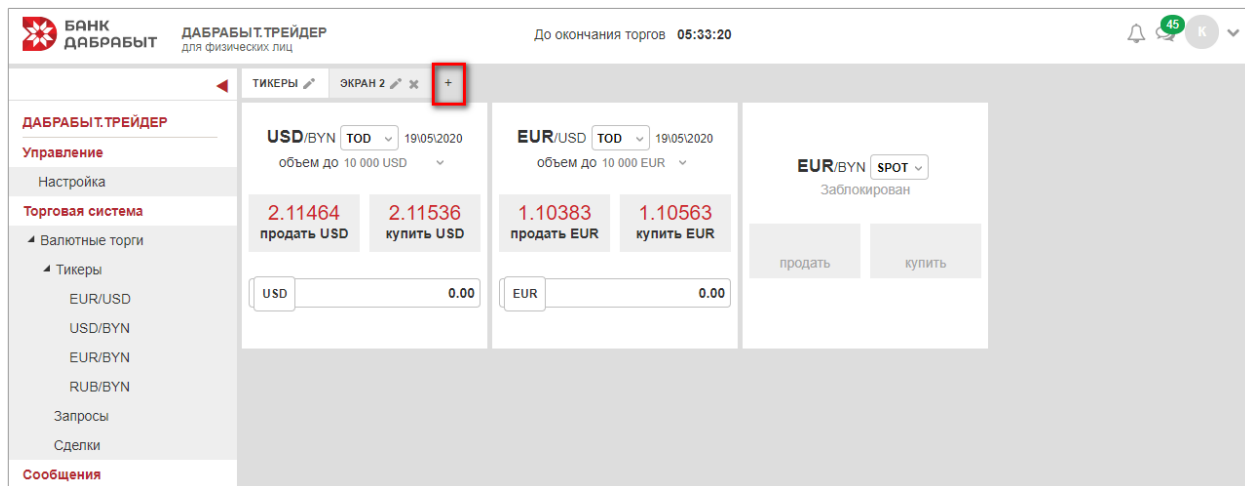 БАНК
ДАБРАБЫТ
ДАБРАБЫТ.ТРЕЙДЕР
для физических лиц
До окончания торгов 05:33:20
45
К
ТИКЕРЫ
ЭКРАН 2
+
ДАБРАБЫТ.ТРЕЙДЕР
Управление
Настройка
Торговая система
Валютные торги
Тикеры
EUR/USD
USD/BYN
EUR/BYN
RUB/BYN
Запросы
Сделки
Сообщения
USD/BYN TOD 19\05\2020
объем до 10 000 USD
2.11464 2.11536
продать USD купить USD
USD 0.00
EUR/USD TOD 19\05\2020
объем до 10 000 EUR
1.10383 1.10563
продать EUR купить EUR
EUR 0.00
EUR/BYN SPOT
Заблокирован
продать купить